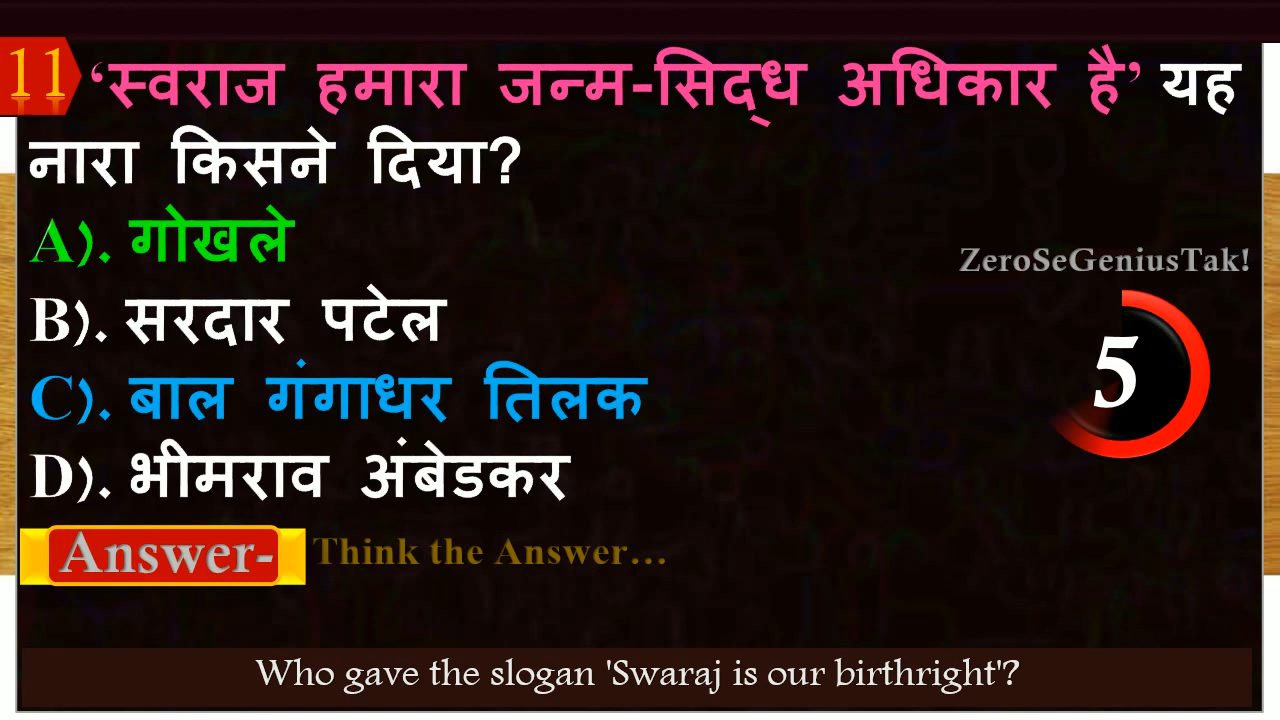 11 ‘स्वराज हमारा जन्म-सिद्ध अधिकार है’ यह
नारा किसने दिया?
A). गोखले
ZeroSeGeniusTak!
B). सरदार पटेल
5
C). बाल गंगाधर तिलक
D). भीमराव अंबेडकर
Answer- Think the Answer...
Who gave the slogan 'Swaraj is our birthright'?